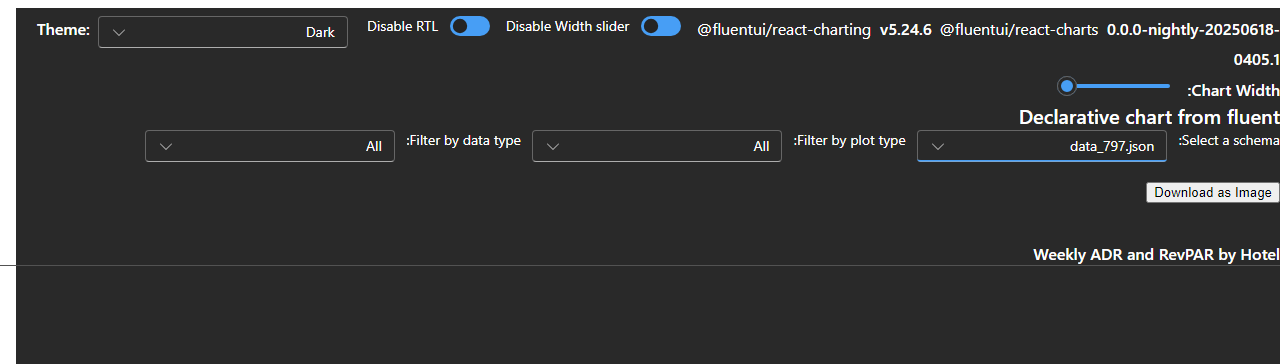 Theme: Dark Disable RTL Disable Width slider @fluentui/react-charting v5.24.6 @fluentui/react-charts 0.0.0-nightly-20250618-
0405.1
:Chart Width
Declarative chart from fluent
:Select a schema data_797.json :Filter by plot type All :Filter by data type All
Download as Image
Weekly ADR and RevPAR by Hotel